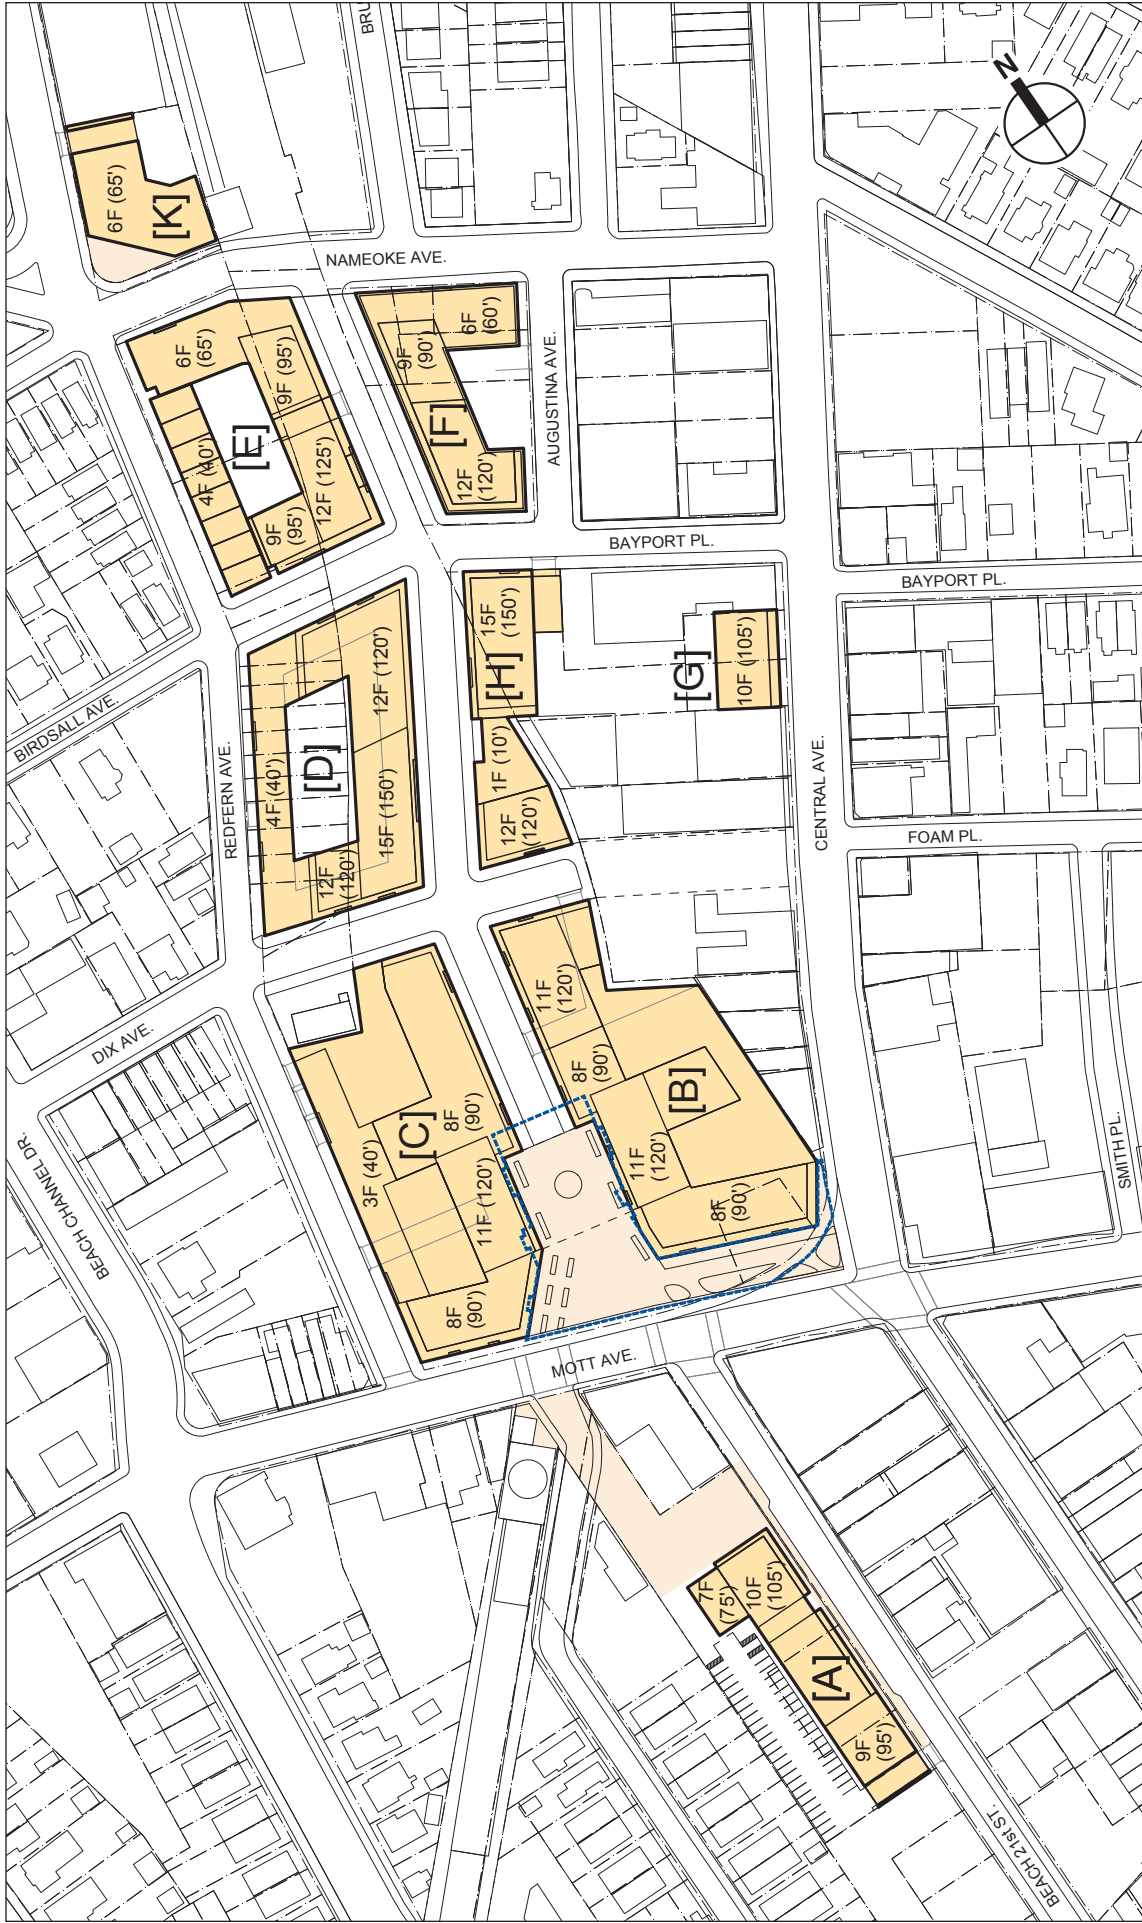 BRU
N
6F (65')
[K]
NAMEOKE AVE.
6F
(65')
9F (95')
[E]
4F (40')
9F
(95')
12F (125')
9F
(90')
6F
(60')
[F]
12F
(120')
AUGUSTINA AVE.
BAYPORT PL.
BAYPORT PL.
BIRDSALL AVE.
REDFERN AVE.
4F (40')
[D]
12F (120')
15F (150')
12F
(120')
15F
(150')
[H]
1F (10')
12F
(120')
[G]
10F (105')
CENTRAL AVE.
FOAM PL.
DIX AVE.
BEACH CHANNEL DR.
3F (40')
[C]
8F
(90')
11F (120')
8F
(90')
11F
(120')
8F
(90')
[B]
11F
(120')
8F
(90')
SMITH PL.
MOTT AVE.
7F
(75')
10F
(105')
[A]
9F
(95')
BEACH 21st ST.